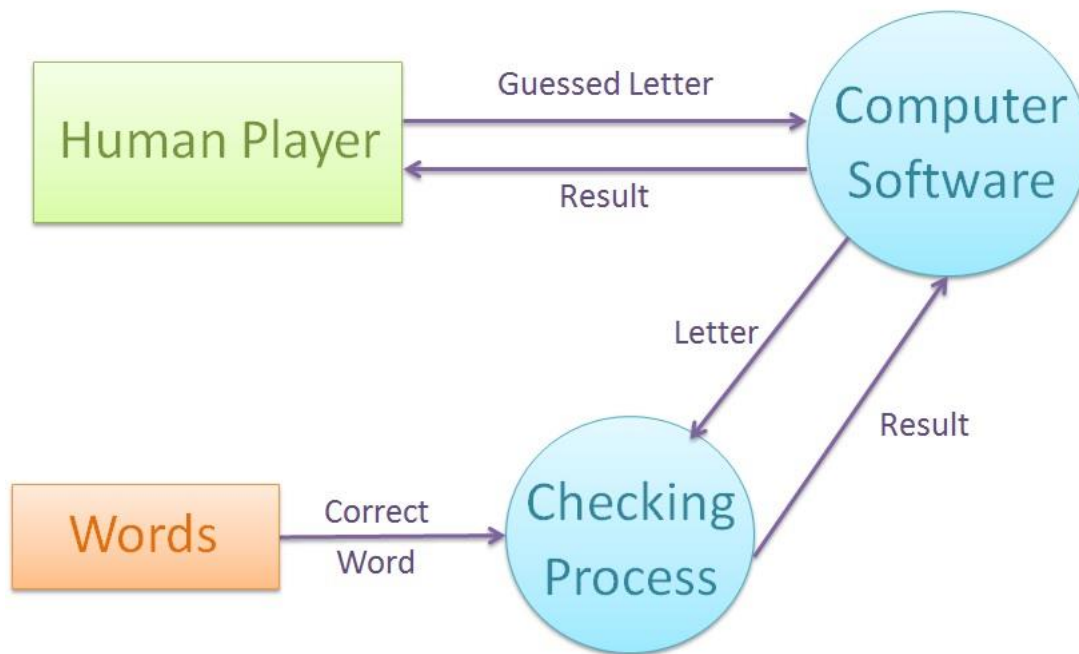 Guessed Letter
Computer
Software
Human Player
Result
Letter
Result
Words
Correct
Word
Checking
Process